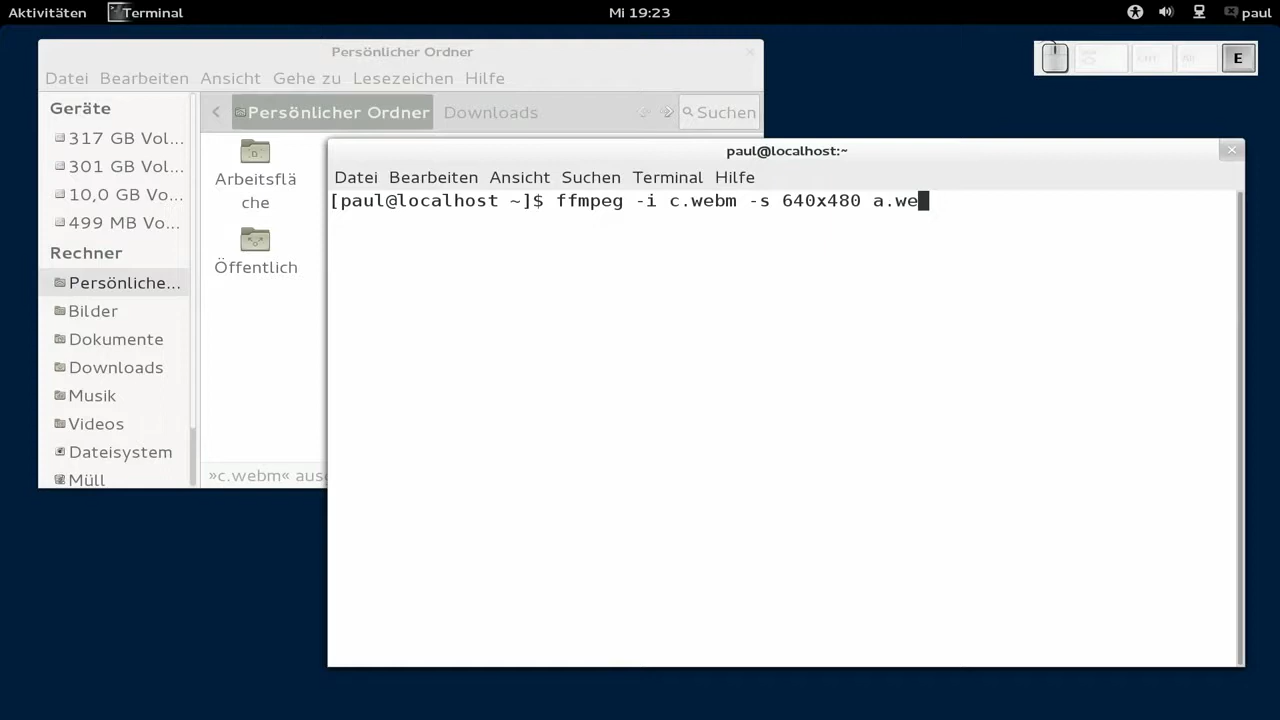 Aktivitäten Terminal Mi 19:23 paul
Persönlicher Ordner
Datei Bearbeiten Ansicht Gehe zu Lesezeichen Hilfe
Geräte
317 GB Vol...
301 GB Vol...
10,0 GB Vo...
499 MB Vo...
Rechner
Persönliche...
Bilder
Dokumente
Downloads
Musik
Videos
Dateisystem
Müll
Persönlicher Ordner Downloads Suchen
Arbeitsflä
che
Öffentlich
»c.webm« aus
E
paul@localhost:~
Datei Bearbeiten Ansicht Suchen Terminal Hilfe
[paul@localhost ~]$ ffmpeg -i c.webm -s 640x480 a.we